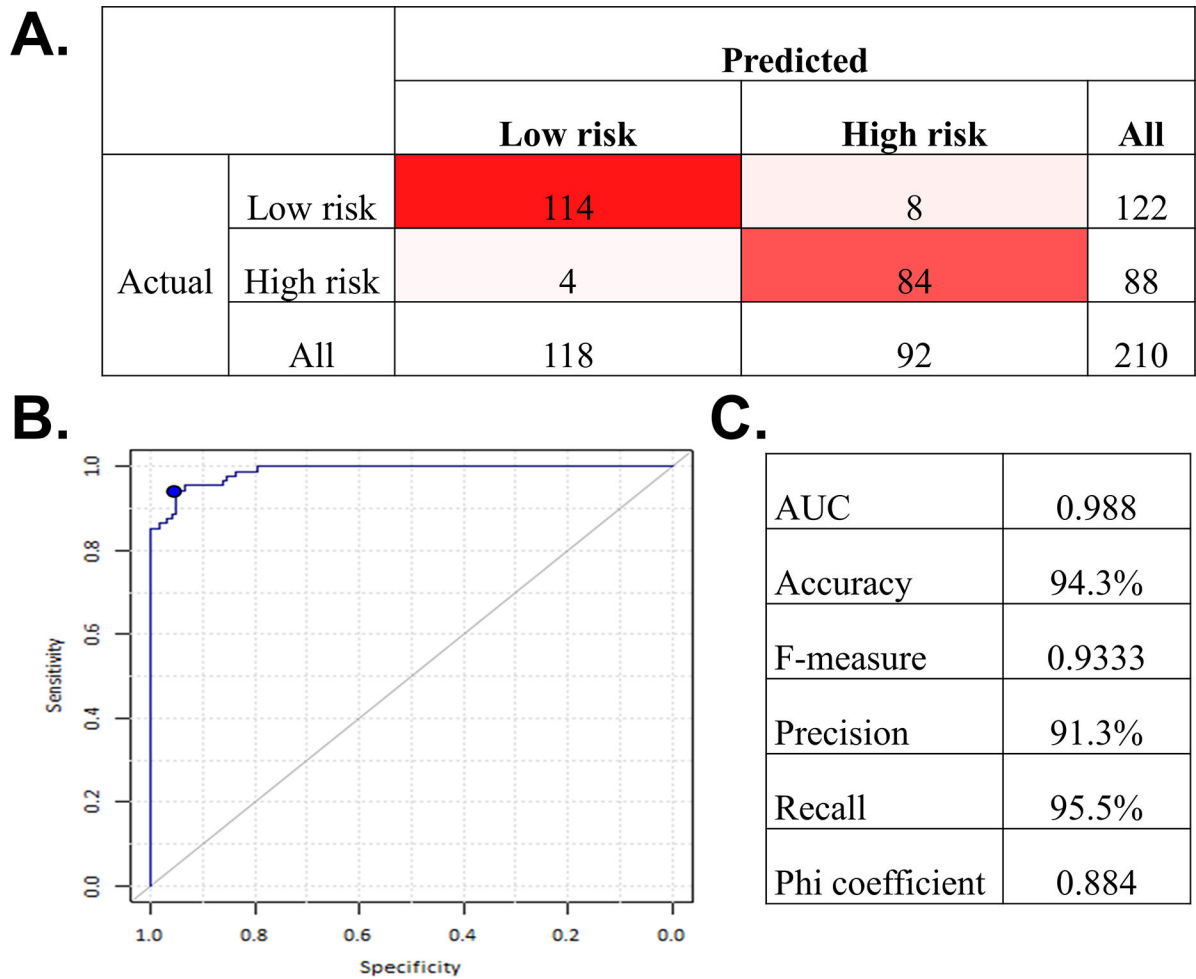 A.
Predicted
Low risk High risk All
Low risk 114 8 122
Actual High risk 4 84 88
All 118 92 210
B.
1.0
0.8
0.6
0.4
0.2
0.0
Sensitivity
1.0 0.8 0.6 0.4 0.2 0.0
Specificity
C.
AUC 0.988
Accuracy 94.3%
F-measure 0.9333
Precision 91.3%
Recall 95.5%
Phi coefficient 0.884